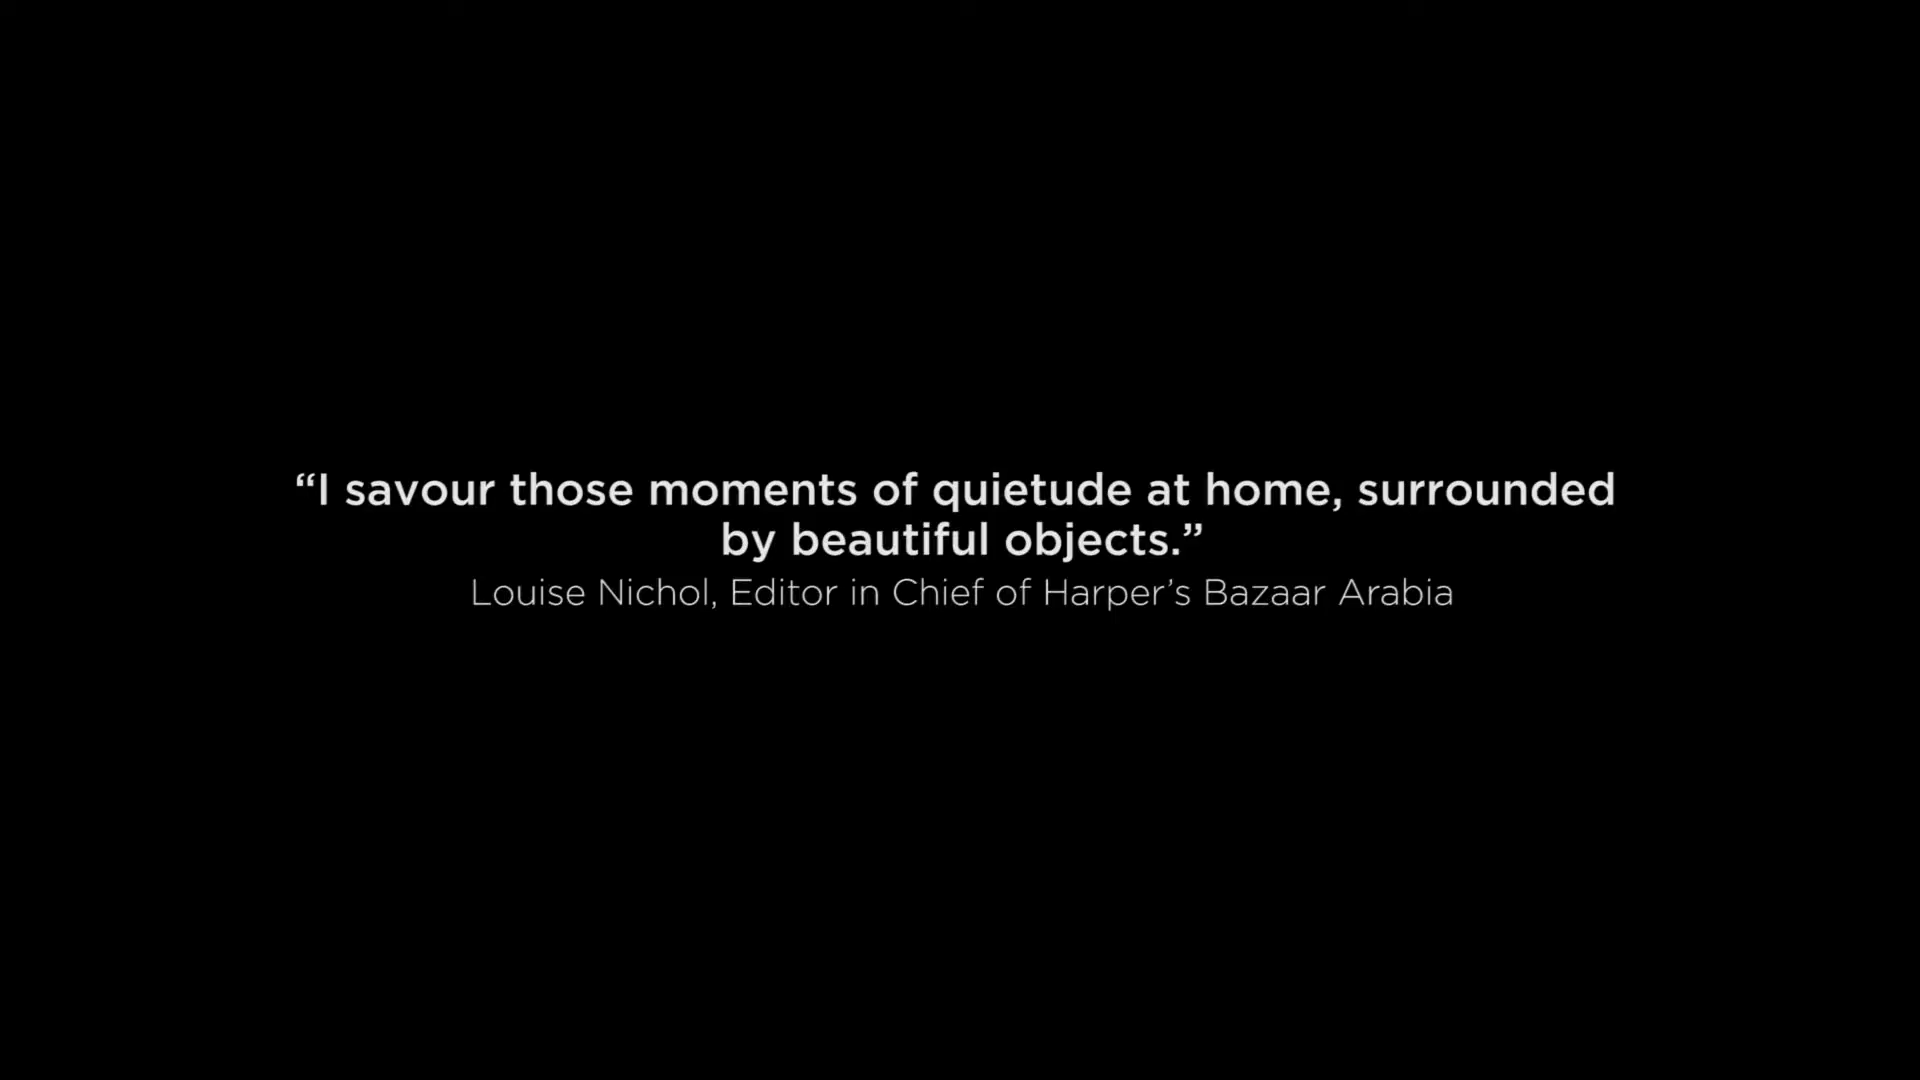 “I savour those moments of quietude at home, surrounded
by beautiful objects.”
Louise Nichol, Editor in Chief of Harper’s Bazaar Arabia